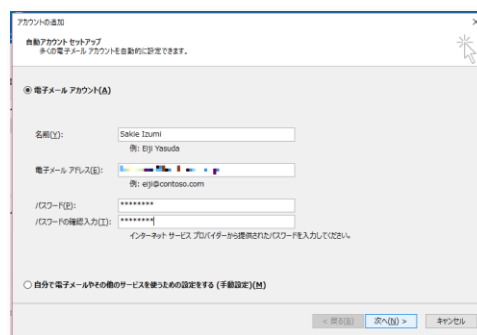 アカウントの追加
自動アカウント セットアップ
多くの電子メール アカウントを自動的に設定できます。
電子メール アカウント(A)
名前(Y):
Sakie Izumi
例: Eiji Yasuda
電子メール アドレス(E):
例: eiji@contoso.com
パスワード(P):
********
パスワードの確認入力(T):
********
インターネット サービス プロバイダーから提供されたパスワードを入力してください。
自分で電子メールやその他のサービスを使うための設定をする (手動設定)(M)
< 戻る(B)
次へ(N) >
キャンセル